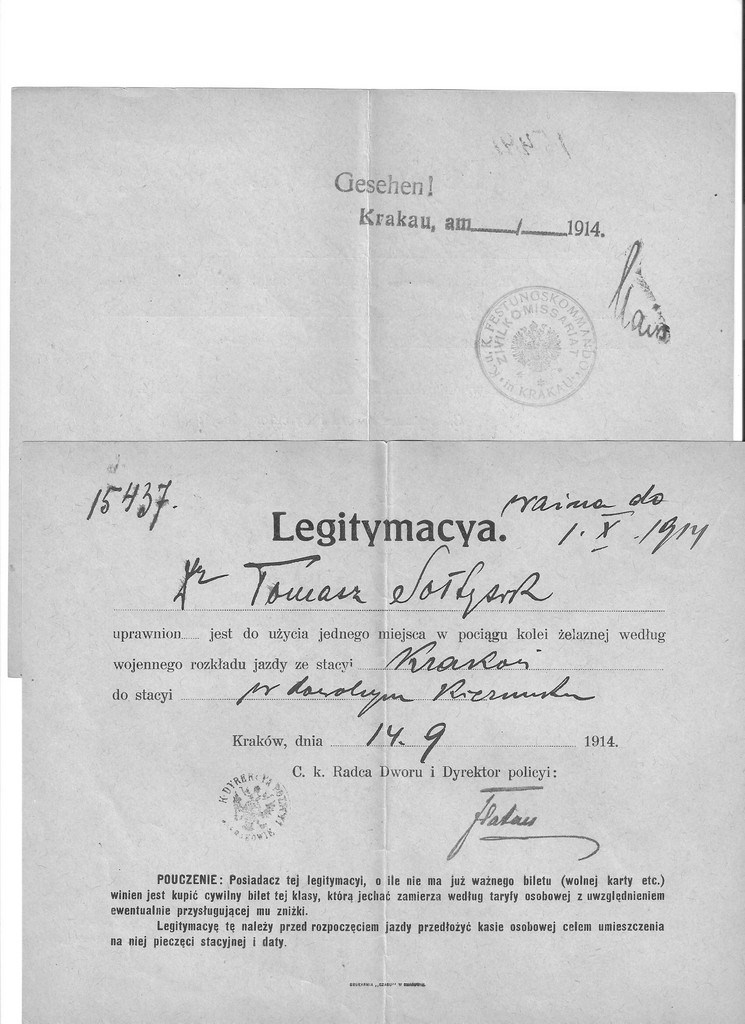 Gesehen!
Krakau, am / 1914.
K. u. K. FESTUNGSKOMMANDO in KRAKAU
ZIVILKOMISSARIAT
15437.
ważna do
Legitymacya.
1. X. 1914
Dr Tomasz Sołtysik
uprawnion...... jest do użycia jednego miejsca w pociągu kolei żelaznej według
wojennego rozkładu jazdy ze stacyi Kraków
do stacyi w dowolnym kierunku
Kraków, dnia 14. 9 1914.
C. k. Radca Dworu i Dyrektor policyi:
POUCZENIE: Posiadacz tej legitymacyi, o ile nie ma już ważnego biletu (wolnej karty etc.)
winien jest kupić cywilny bilet tej klasy, którą jechać zamierza według taryfy osobowej z uwzględnieniem
ewentualnie przysługującej mu zniżki.
Legitymacyę tę należy przed rozpoczęciem jazdy przedłożyć kasie osobowej celem umieszczenia
na niej pieczęci stacyjnej i daty.